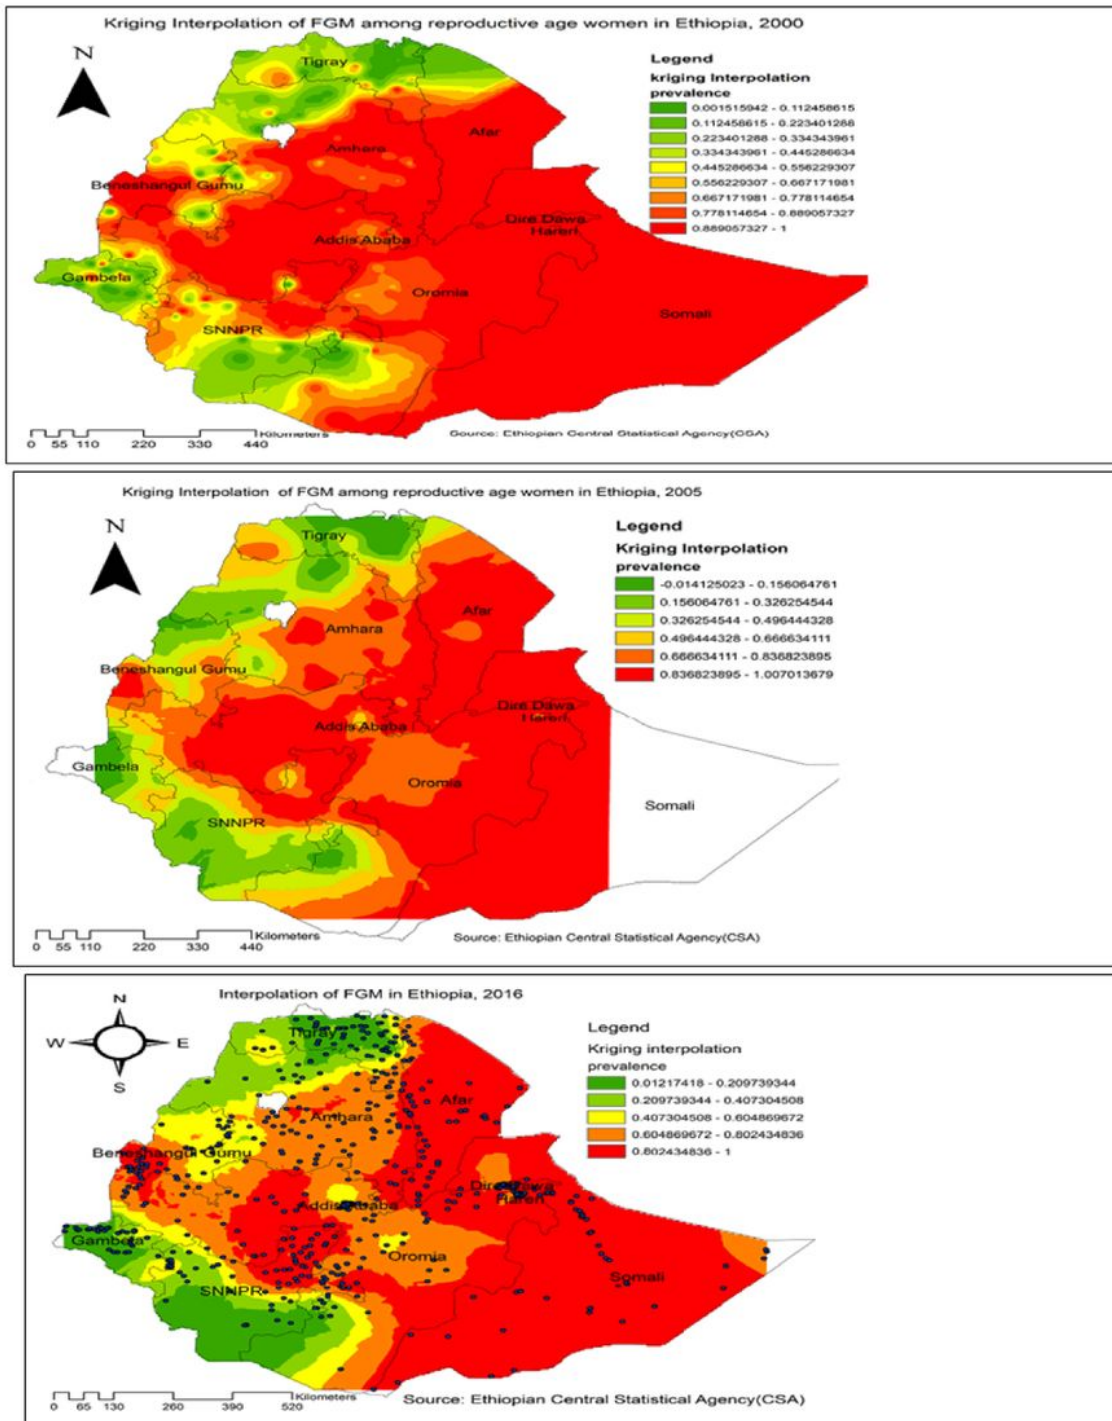 Kriging Interpolation of FGM among reproductive age women in Ethiopia, 2000
N
Legend
kriging Interpolation
prevalence
0.001515942 - 0.112458615
0.112458615 - 0.223401288
0.223401288 - 0.334343961
0.334343961 - 0.445286634
0.445286634 - 0.556229307
0.556229307 - 0.667171981
0.667171981 - 0.778114654
0.778114654 - 0.889057327
0.889057327 - 1
Tigray
Afar
Amhara
Beneshangul Gumu
Dire Dawa
Hareri
Addis Ababa
Gambela
Oromia
Somali
SNNPR
Kilometers
0 55 110 220 330 440
Source: Ethiopian Central Statistical Agency(CSA)
Kriging Interpolation of FGM among reproductive age women in Ethiopia, 2005
N
Legend
Kriging Interpolation
prevalence
-0.014125023 - 0.156064761
0.156064761 - 0.326254544
0.326254544 - 0.496444328
0.496444328 - 0.666634111
0.666634111 - 0.836823895
0.836823895 - 1.007013679
Tigray
Afar
Amhara
Beneshangul Gumu
Dire Dawa
Hareri
Addis Ababa
Gambela
Oromia
Somali
SNNPR
Kilometers
0 55 110 220 330 440
Source: Ethiopian Central Statistical Agency(CSA)
Interpolation of FGM in Ethiopia, 2016
N
W E
S
Legend
Kriging interpolation
prevalence
0.01217418 - 0.209739344
0.209739344 - 0.407304508
0.407304508 - 0.604869672
0.604869672 - 0.802434836
0.802434836 - 1
Tigray
Afar
Amhara
Beneshangul Gumu
Dire Dawa
Hareri
Addis Ababa
Gambela
Oromia
Somali
SNNPR
Kilometers
0 65 130 260 390 520
Source: Ethiopian Central Statistical Agency(CSA)